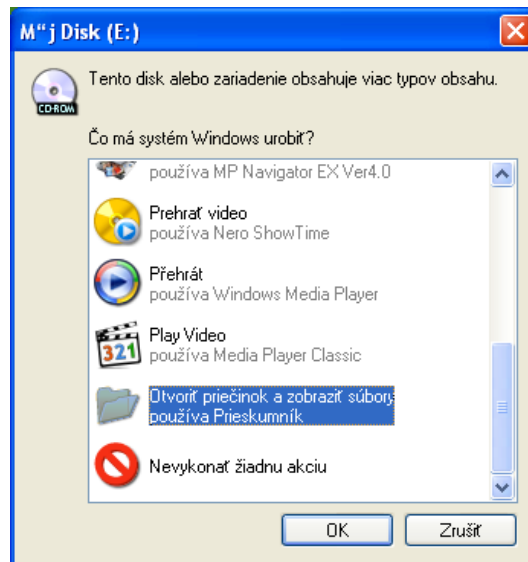 M“j Disk (E:)
Tento disk alebo zariadenie obsahuje viac typov obsahu.
CD-ROM
Čo má systém Windows urobiť?
používa MP Navigator EX Ver4.0
Prehrať video
používa Nero ShowTime
Přehrát
používa Windows Media Player
Play Video
321
používa Media Player Classic
Otvoriť priečinok a zobraziť súbory
používa Prieskumník
Nevykonať žiadnu akciu
OK
Zrušiť